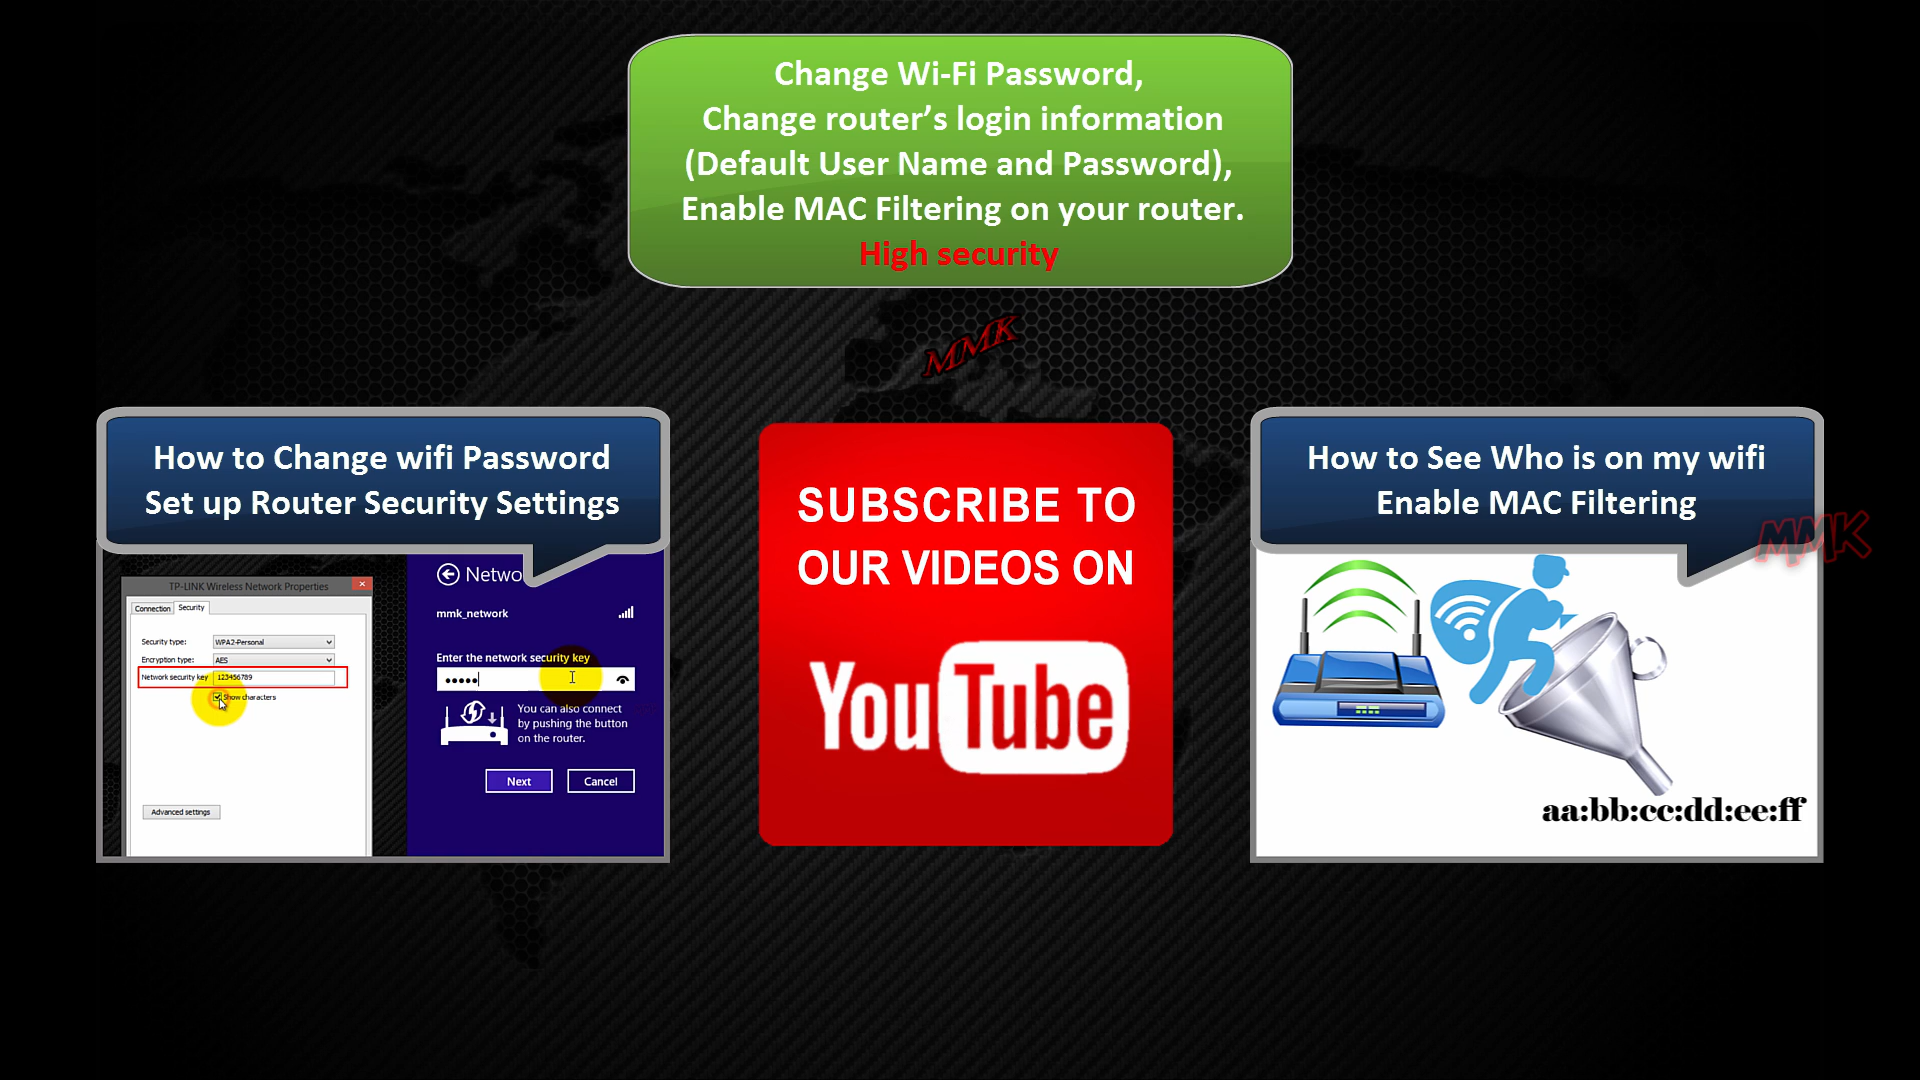 Change Wi-Fi Password,
Change router’s login information
(Default User Name and Password),
Enable MAC Filtering on your router.
High security
MMK
How to Change wifi Password
Set up Router Security Settings
TP-LINK Wireless Network Properties
Connection Security
Security type: WPA2-Personal
Encryption type: AES
Network security key 123456789
Show characters
Advanced settings
Netwo
mmk_network
Enter the network security key
You can also connect
by pushing the button
on the router.
Next Cancel
SUBSCRIBE TO
OUR VIDEOS ON
YouTube
How to See Who is on my wifi
Enable MAC Filtering
MMK
aa:bb:cc:dd:ee:ff